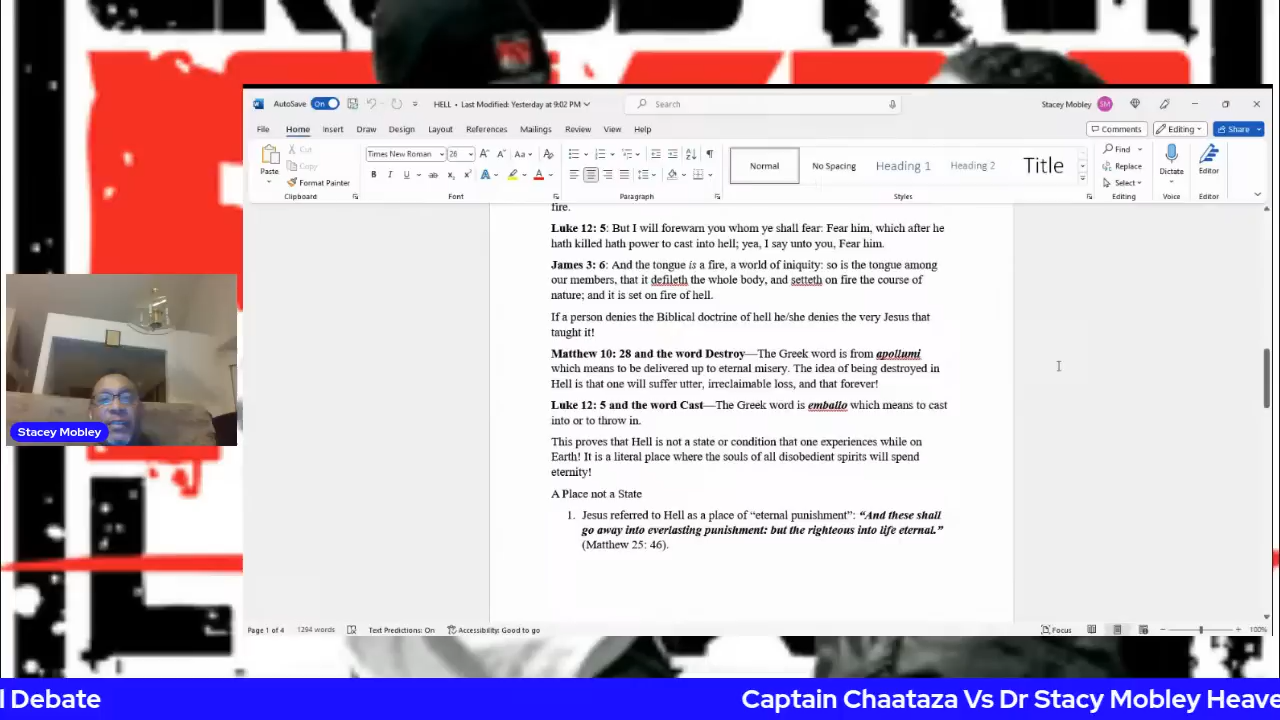 AutoSave On HELL • Last Modified: Yesterday at 9:02 PM Search Stacey Mobley SM
File Home Insert Draw Design Layout References Mailings Review View Help Comments Editing Share
Paste Cut Copy Format Painter
Clipboard
Times New Roman 26
Font
Paragraph
Normal No Spacing Heading 1 Heading 2 Title
Styles
Find Replace Select
Editing
Dictate
Voice
Editor
Editor
fire.
Luke 12: 5: But I will forewarn you whom ye shall fear: Fear him, which after he
hath killed hath power to cast into hell; yea, I say unto you, Fear him.
James 3: 6: And the tongue is a fire, a world of iniquity: so is the tongue among
our members, that it defileth the whole body, and setteth on fire the course of
nature; and it is set on fire of hell.
If a person denies the Biblical doctrine of hell he/she denies the very Jesus that
taught it!
Matthew 10: 28 and the word Destroy—The Greek word is from apollumi
which means to be delivered up to eternal misery. The idea of being destroyed in
Hell is that one will suffer utter, irreclaimable loss, and that forever!
Luke 12: 5 and the word Cast—The Greek word is emballo which means to cast
into or to throw in.
This proves that Hell is not a state or condition that one experiences while on
Earth! It is a literal place where the souls of all disobedient spirits will spend
eternity!
A Place not a State
1. Jesus referred to Hell as a place of “eternal punishment”: “And these shall
go away into everlasting punishment: but the righteous into life eternal.”
(Matthew 25: 46).
Page 1 of 4 1294 words Text Predictions: On Accessibility: Good to go Focus 100%
Stacey Mobley
l Debate Captain Chaataza Vs Dr Stacy Mobley Heave